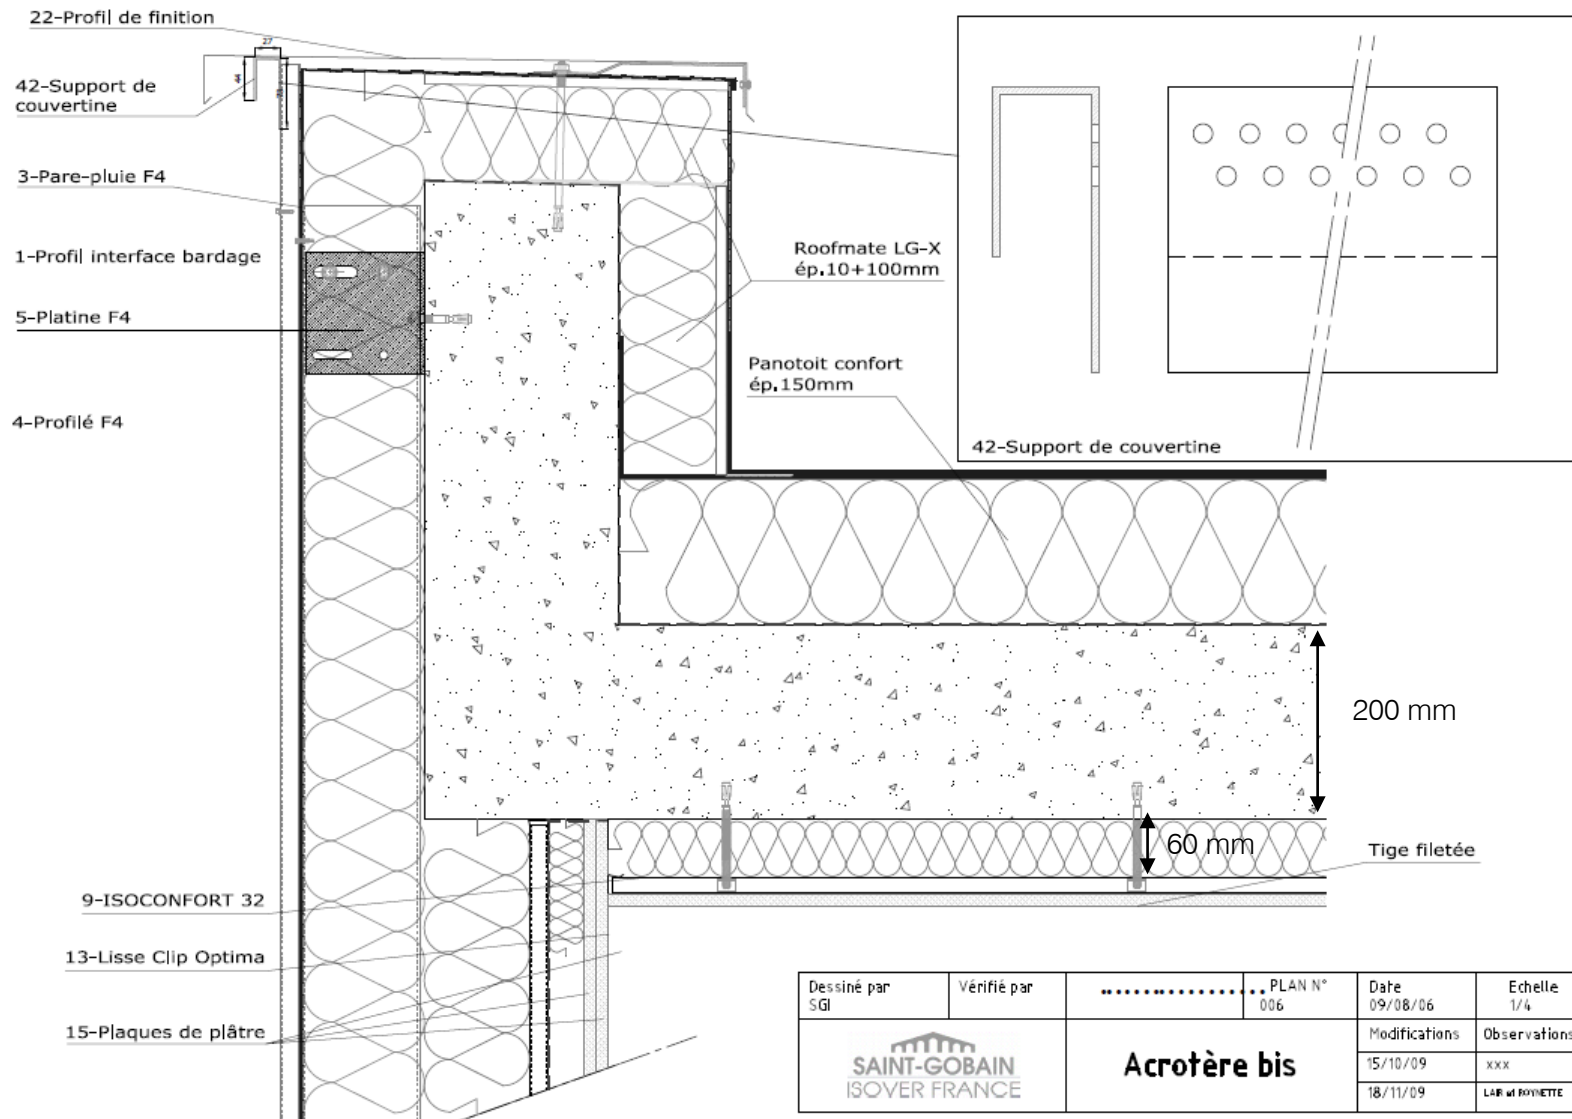 22-Profil de finition
27
44
42-Support de
couvertine
3-Pare-pluie F4
1-Profil interface bardage
5-Platine F4
4-Profilé F4
Roofmate LG-X
ép.10+100mm
Panotoit confort
ép.150mm
42-Support de couvertine
200 mm
60 mm
Tige filetée
9-ISOCONFORT 32
13-Lisse Clip Optima
15-Plaques de plâtre
Dessiné par
SGI
Vérifié par
PLAN N°
006
Date
09/08/06
Echelle
1/4
SAINT-GOBAIN
ISOVER FRANCE
Acrotère bis
Modifications
Observations
15/10/09
xxx
18/11/09
LAIR et